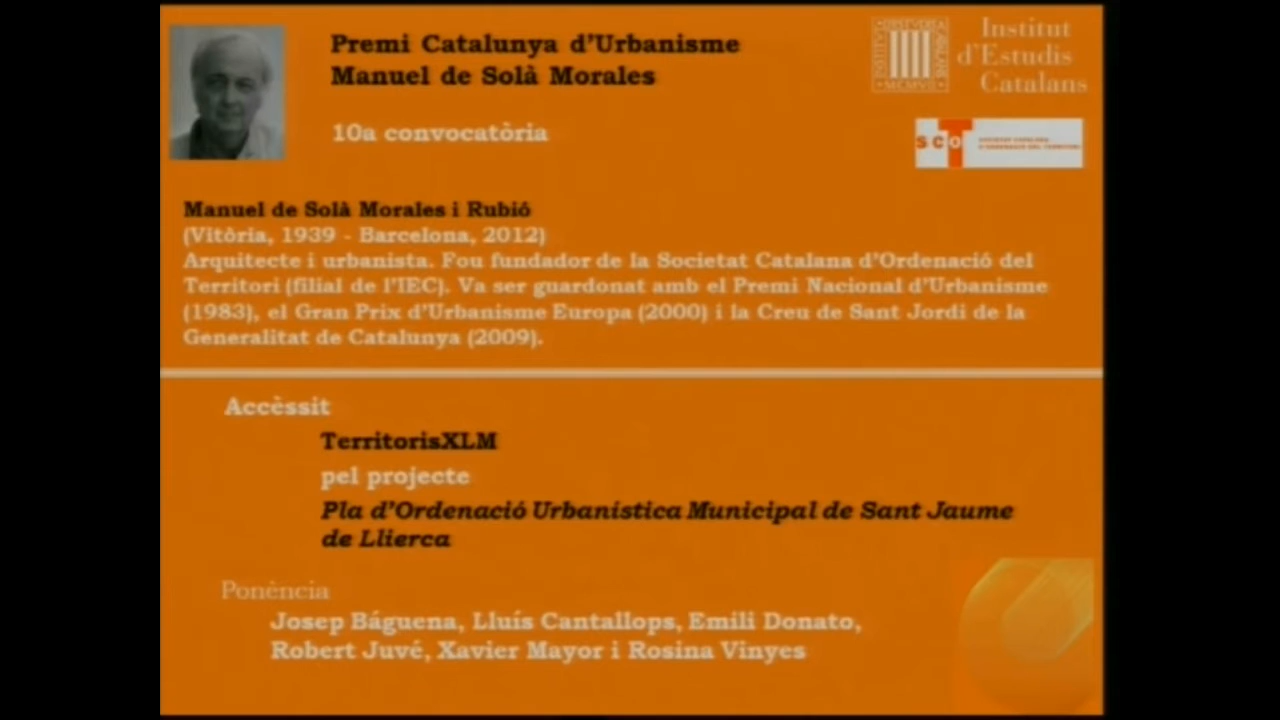 Premi Catalunya d'Urbanisme
Manuel de Solà Morales
10a convocatòria
Institut
d'Estudis
Catalans
MCMVII
SCOT
Manuel de Solà Morales i Rubió
(Vitòria, 1939 - Barcelona, 2012)
Arquitecte i urbanista. Fou fundador de la Societat Catalana d'Ordenació del
Territori (filial de l'IEC). Va ser guardonat amb el Premi Nacional d'Urbanisme
(1983), el Gran Prix d'Urbanisme Europa (2000) i la Creu de Sant Jordi de la
Generalitat de Catalunya (2009).
Accèssit
TerritorisXLM
pel projecte
Pla d'Ordenació Urbanística Municipal de Sant Jaume
de Llierca
Ponència
Josep Báguena, Lluís Cantallops, Emili Donato,
Robert Juvé, Xavier Mayor i Rosina Vinyes